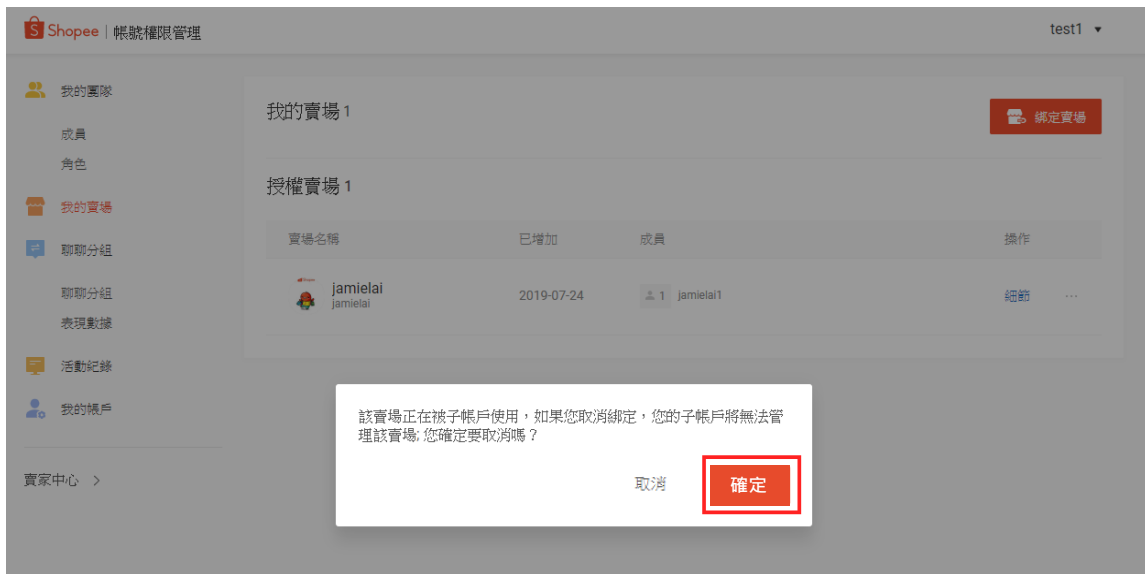 Shopee | 帳號權限管理
test1
我的團隊
成員
角色
我的賣場
聊聊分組
聊聊分組
表現數據
活動紀錄
我的帳戶
賣家中心 >
我的賣場 1
綁定賣場
授權賣場 1
賣場名稱 已增加 成員 操作
jamielai
jamielai
2019-07-24 1 jamielai1 細節 ...
該賣場正在被子帳戶使用，如果您取消綁定，您的子帳戶將無法管
理該賣場; 您確定要取消嗎？
取消 確定